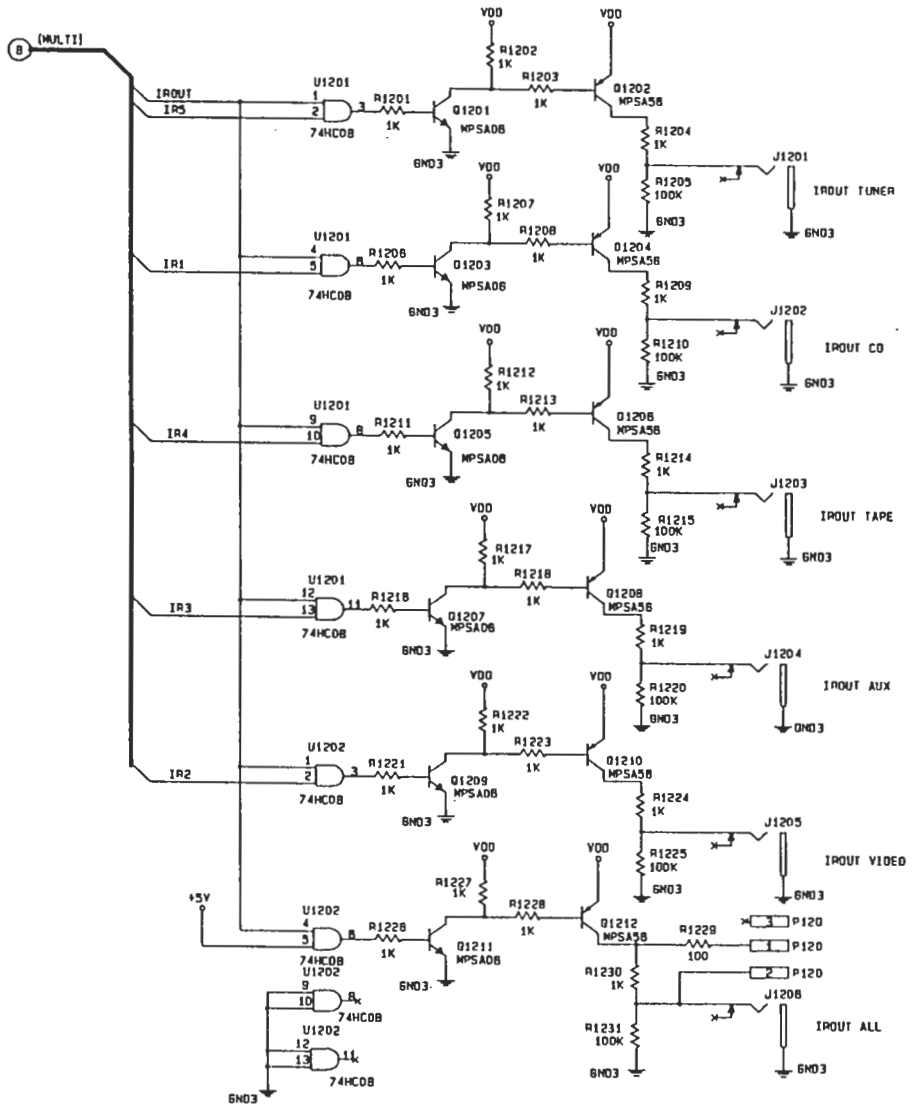 VDD
VDD
B (MULTI)
R1202
1K
U1201
R1203
Q1202
IROUT
1
3
R1201
Q1201
1K
MPSA56
IR5
2
1K
MPSA06
R1204
1K
74HC08
J1201
GND3
VDD
VDD
R1205
100K
IROUT TUNER
R1207
1K
GND3
GND3
U1201
R1208
Q1204
4
R1206
1K
MPSA56
IR1
5
6
Q1203
R1209
1K
1K
MPSA06
J1202
74HC08
GND3
VDD
VDD
R1210
100K
IROUT CD
R1212
1K
GND3
GND3
U1201
R1213
Q1206
9
8
R1211
1K
MPSA56
IR4
10
Q1205
1K
MPSA06
R1214
1K
74HC08
J1203
GND3
VDD
VDD
R1215
100K
IROUT TAPE
R1217
1K
GND3
GND3
U1201
R1218
Q1208
12
11
R1216
1K
MPSA56
IR3
13
Q1207
MPSA06
1K
R1219
1K
74HC08
J1204
GND3
VDD
VDD
R1220
100K
IROUT AUX
R1222
1K
GND3
GND3
U1202
R1223
Q1210
1
3
R1221
1K
MPSA56
IR2
2
Q1209
1K
MPSA06
R1224
1K
74HC08
J1205
GND3
VDD
VDD
R1225
100K
IROUT VIDEO
R1227
1K
GND3
GND3
+5V
U1202
R1228
Q1212
3
P120
4
6
R1226
1K
MPSA56
R1229
1
P120
5
Q1211
100
1K
MPSA06
2
P120
74HC08
R1230
1K
U1202
GND3
J1206
9
8
10
74HC08
IROUT ALL
U1202
R1231
100K
12
11
13
74HC08
GND3
GND3
GND3